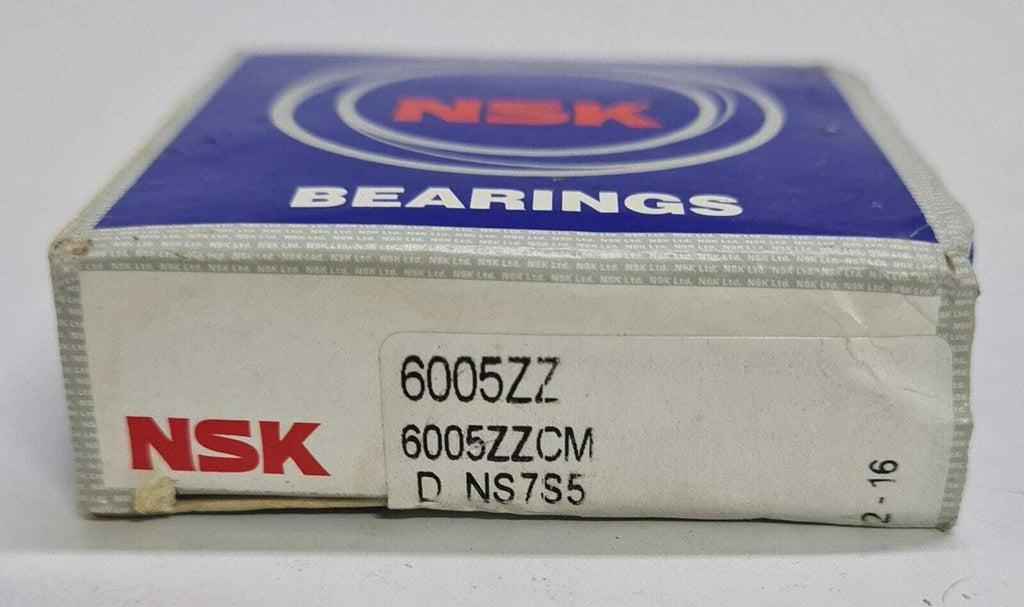 NSK
BEARINGS
NSK
6005ZZ
6005ZZCM
D NS7S5
2-16